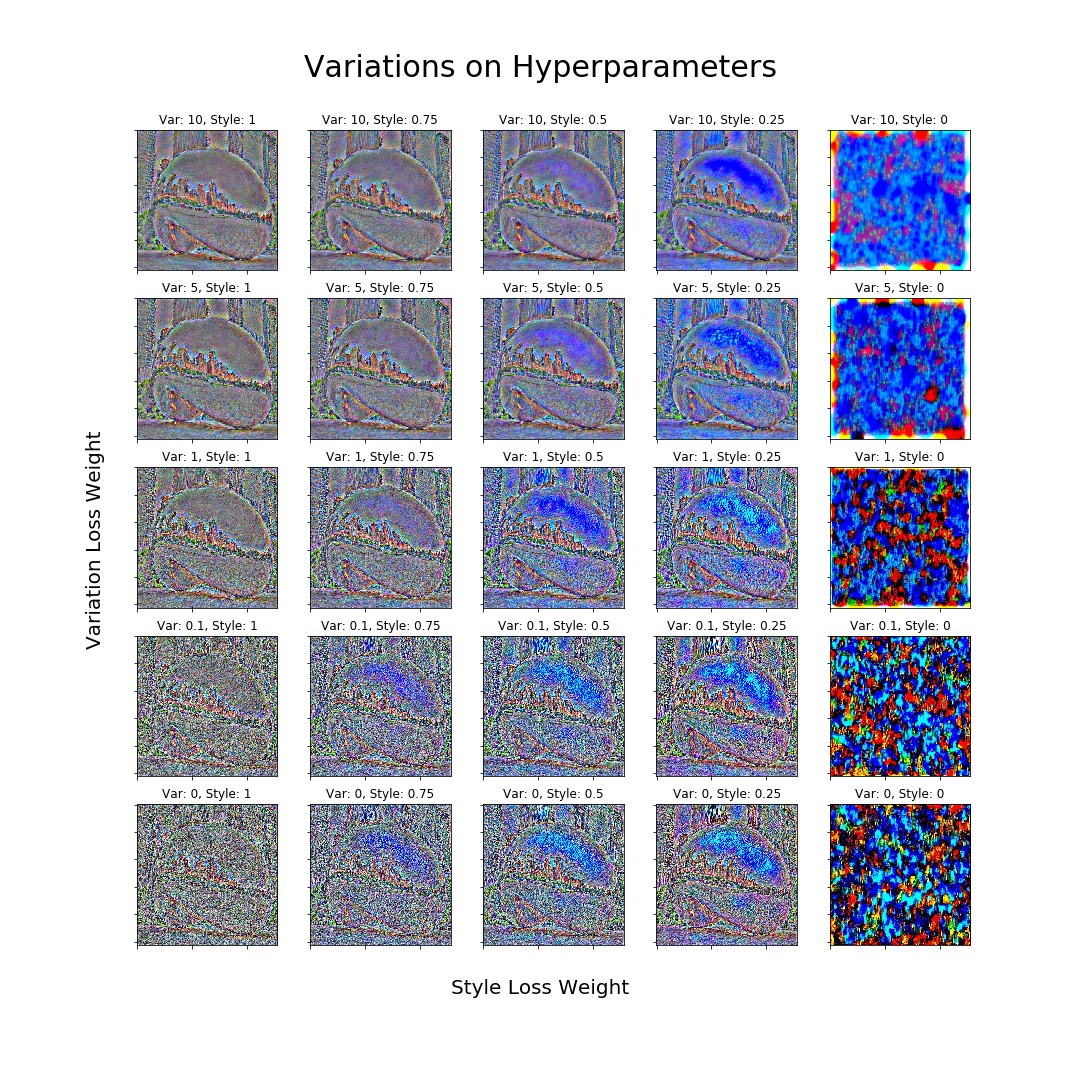 Variations on Hyperparameters
Var: 10, Style: 1
Var: 10, Style: 0.75
Var: 10, Style: 0.5
Var: 10, Style: 0.25
Var: 10, Style: 0
Var: 5, Style: 1
Var: 5, Style: 0.75
Var: 5, Style: 0.5
Var: 5, Style: 0.25
Var: 5, Style: 0
Var: 1, Style: 1
Var: 1, Style: 0.75
Var: 1, Style: 0.5
Var: 1, Style: 0.25
Var: 1, Style: 0
Var: 0.1, Style: 1
Var: 0.1, Style: 0.75
Var: 0.1, Style: 0.5
Var: 0.1, Style: 0.25
Var: 0.1, Style: 0
Var: 0, Style: 1
Var: 0, Style: 0.75
Var: 0, Style: 0.5
Var: 0, Style: 0.25
Var: 0, Style: 0
Variation Loss Weight
Style Loss Weight